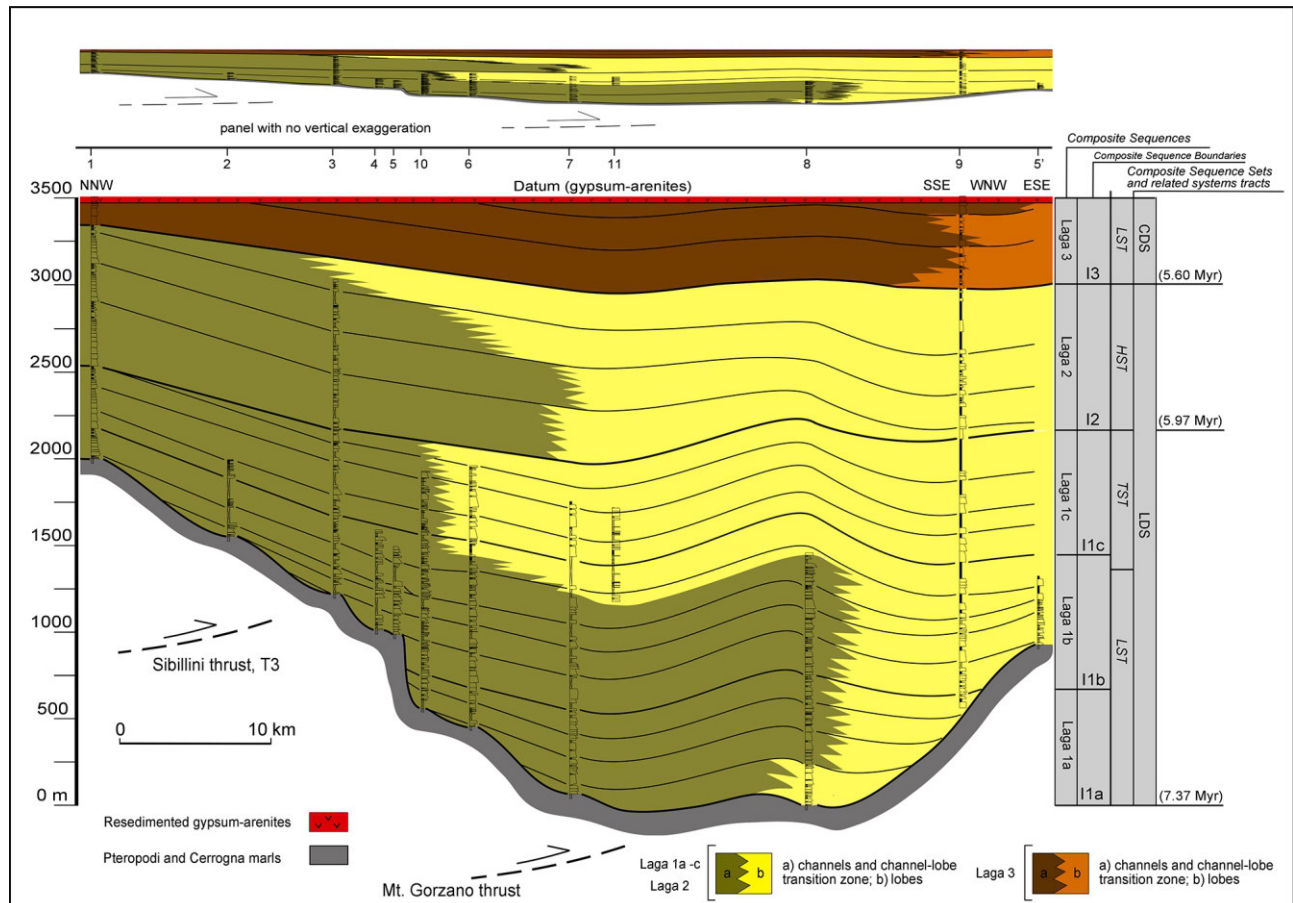 panel with no vertical exaggeration
1 2 3 4 5 10 6 7 11 8 9 5'
NNW Datum (gypsum-arenites) SSE WNW ESE
Composite Sequences
Composite Sequence Boundaries
Composite Sequence Sets
and related systems tracts
3500
3000
2500
2000
1500
1000
500
0 m
Laga 3
I3
LST
CDS
(5.60 Myr)
Laga 2
I2
HST
(5.97 Myr)
Laga 1c
I1c
TST
LDS
Laga 1b
I1b
LST
Laga 1a
I1a
(7.37 Myr)
Sibillini thrust, T3
0 10 km
Resedimented gypsum-arenites
Pteropodi and Cerrogna marls
Mt. Gorzano thrust
Laga 1a -c
Laga 2
a b
a) channels and channel-lobe
transition zone; b) lobes
Laga 3
a b
a) channels and channel-lobe
transition zone; b) lobes